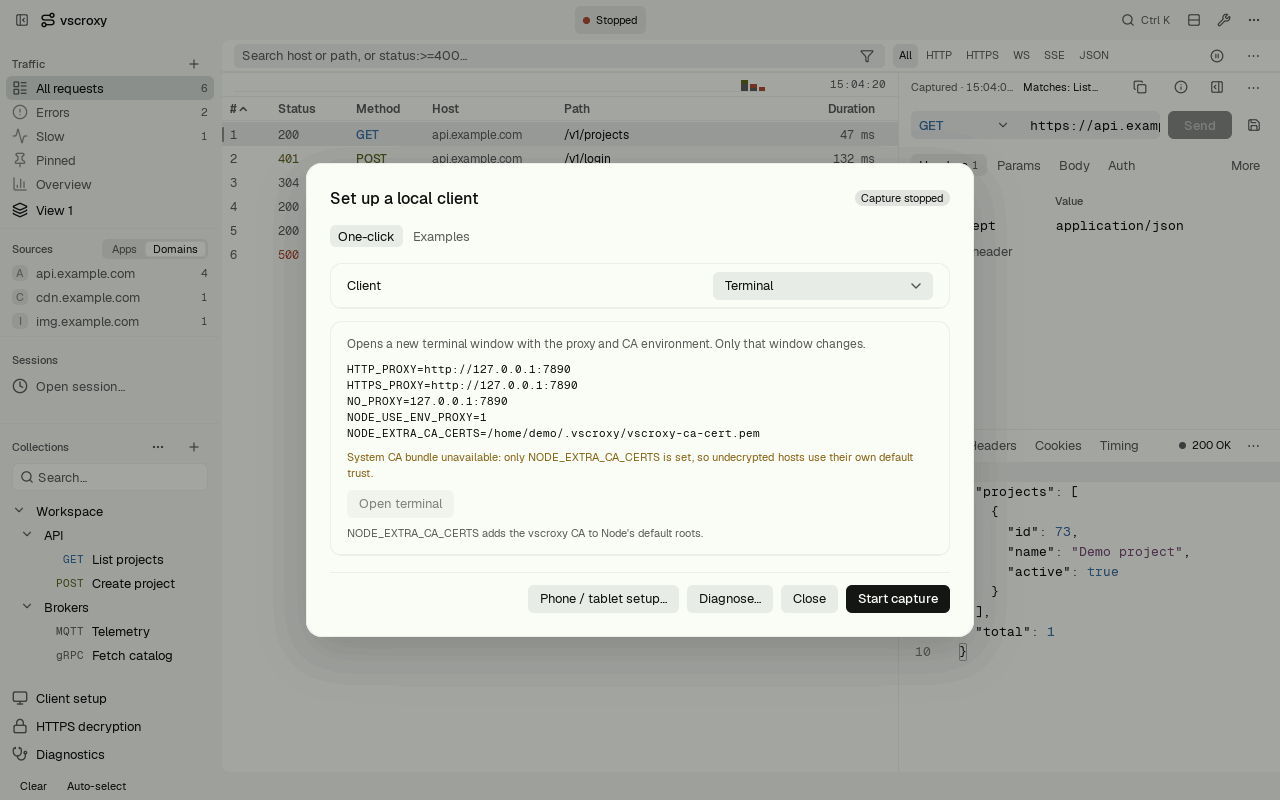 vscroxy
Stopped
Ctrl K
Traffic
All requests 6
Errors 2
Slow 1
Pinned
Overview
View 1
Sources Apps Domains
A api.example.com 4
C cdn.example.com 1
I img.example.com 1
Sessions
Open session...
Collections
Search...
Workspace
API
GET List projects
POST Create project
Brokers
MQTT Telemetry
gRPC Fetch catalog
Client setup
HTTPS decryption
Diagnostics
Clear Auto-select
Search host or path, or status:>=400...
All HTTP HTTPS WS SSE JSON
15:04:20
# Status Method Host Path Duration
1 200 GET api.example.com /v1/projects 47 ms
2 401 POST api.example.com /v1/login 132 ms
3 304
4 200
5 200
6 500
Captured · 15:04:0... Matches: List...
GET https://api.examp Send
1 Params Body Auth More
Value
ept application/json
header
Set up a local client Capture stopped
One-click Examples
Client Terminal
Opens a new terminal window with the proxy and CA environment. Only that window changes.
HTTP_PROXY=http://127.0.0.1:7890
HTTPS_PROXY=http://127.0.0.1:7890
NO_PROXY=127.0.0.1:7890
NODE_USE_ENV_PROXY=1
NODE_EXTRA_CA_CERTS=/home/demo/.vscroxy/vscroxy-ca-cert.pem
System CA bundle unavailable: only NODE_EXTRA_CA_CERTS is set, so undecrypted hosts use their own default
trust.
Open terminal
NODE_EXTRA_CA_CERTS adds the vscroxy CA to Node's default roots.
Phone / tablet setup... Diagnose... Close Start capture
Headers Cookies Timing 200 OK
"projects": [
{
"id": 73,
"name": "Demo project",
"active": true
}
],
"total": 1
10 }